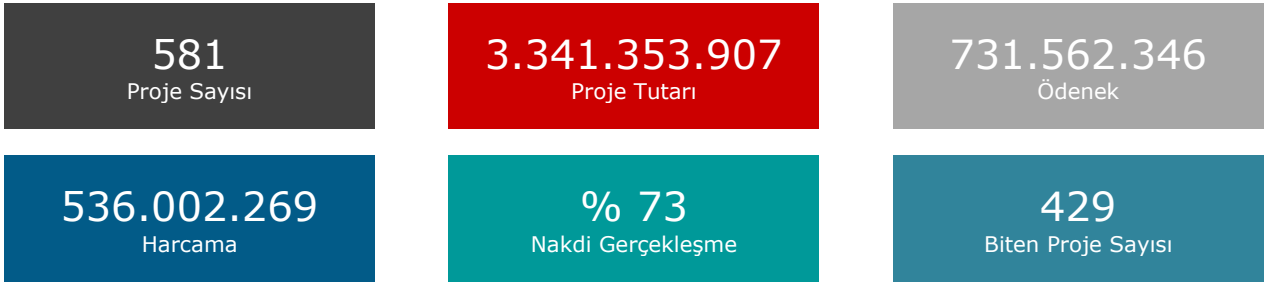 581
Proje Sayısı
3.341.353.907
Proje Tutarı
731.562.346
Ödenek
536.002.269
Harcama
% 73
Nakdi Gerçekleşme
429
Biten Proje Sayısı